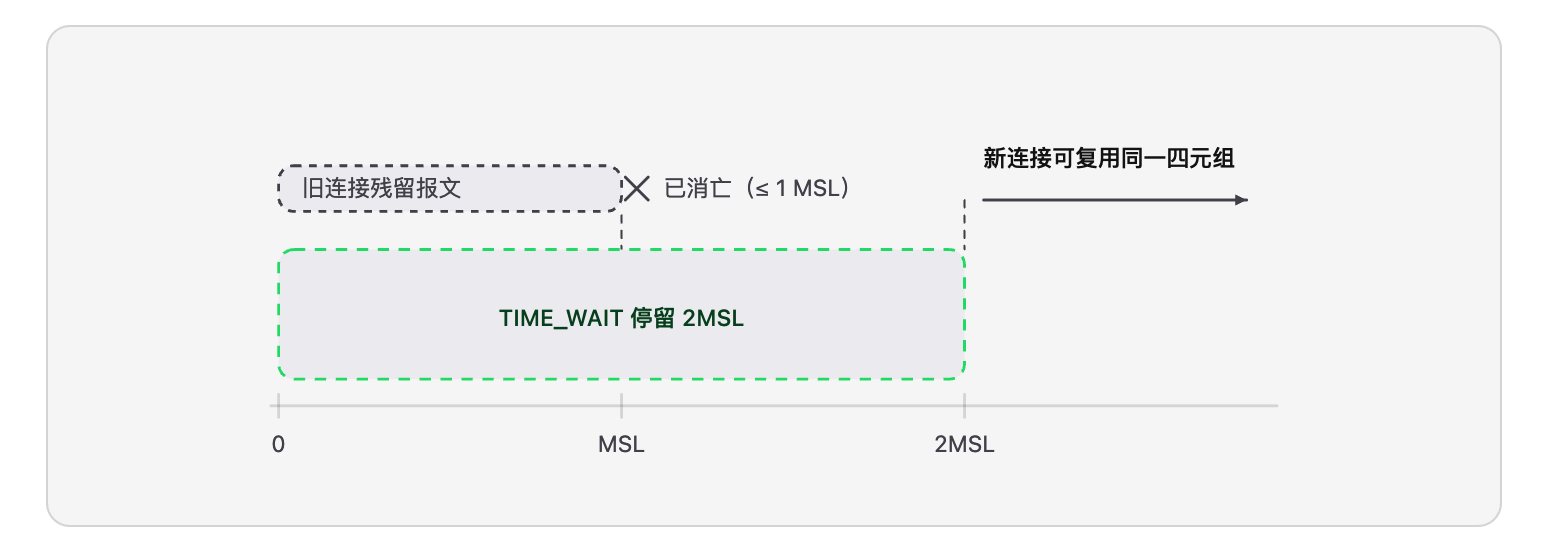 新连接可复用同一四元组
旧连接残留报文
已消亡（≤ 1 MSL）
TIME_WAIT 停留 2MSL
0
MSL
2MSL